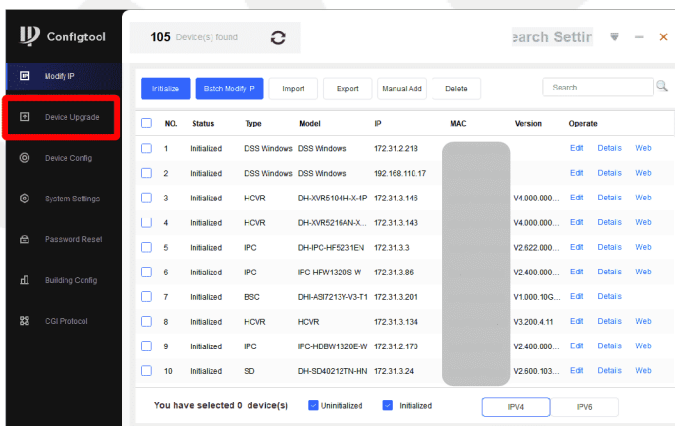 Configtool
105 Device(s) found
earch Settir
Modify IP
Device Upgrade
Device Config
System Settings
Password Reset
Building Config
CGI Protocol
Initialize Batch Modify IP Import Export Manual Add Delete Search
NO. Status Type Model IP MAC Version Operate
1 Initialized DSS Windows DSS Windows 172.31.2.218 Edit Details Web
2 Initialized DSS Windows DSS Windows 192.168.110.17 Edit Details Web
3 Initialized HCVR DH-XVR5104H-X-4P 172.31.3.146 V4.000.000... Edit Details Web
4 Initialized HCVR DH-XVR5216AN-X... 172.31.3.143 V4.000.000... Edit Details Web
5 Initialized IPC DH-IPC-HF5231EN 172.31.3.3 V2.622.000... Edit Details Web
6 Initialized IPC IPC-HFW1320S-W 172.31.3.86 V2.400.000... Edit Details Web
7 Initialized BSC DHI-ASI7213Y-V3-T1 172.31.3.201 V1.000.10G... Edit Details
8 Initialized HCVR HCVR 172.31.3.134 V3.200.4.11 Edit Details Web
9 Initialized IPC IPC-HDBW1320E-W 172.31.2.173 V2.400.000... Edit Details Web
10 Initialized SD DH-SD40212TN-HN 172.31.3.24 V2.600.103... Edit Details Web
You have selected 0 device(s) Uninitialized Initialized IPV4 IPV6